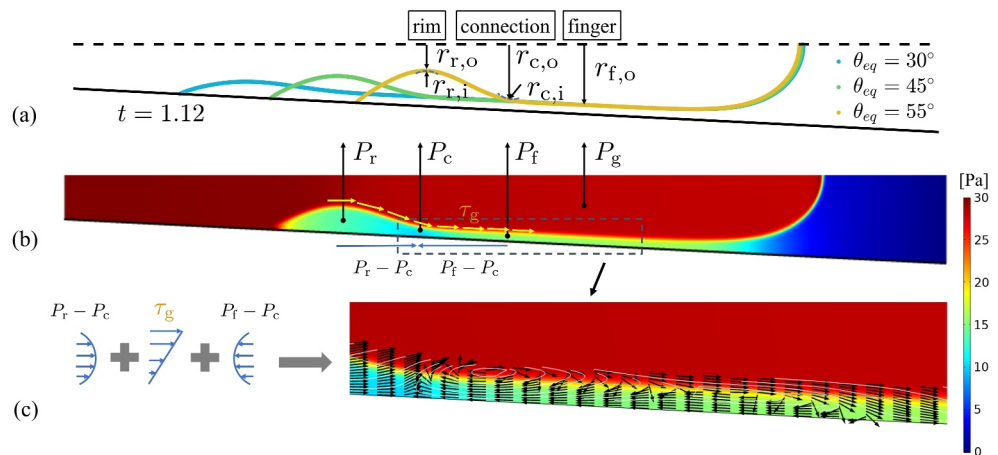 rim connection finger
r_{r,o} r_{c,o} r_{f,o}
r_{r,i} r_{c,i}
θ_{eq} = 30°
θ_{eq} = 45°
θ_{eq} = 55°
(a) t = 1.12
P_r P_c P_f P_g
[Pa]
τ_g
(b)
P_r − P_c P_f − P_c
P_r − P_c τ_g P_f − P_c
(c)
30
25
20
15
10
5
0